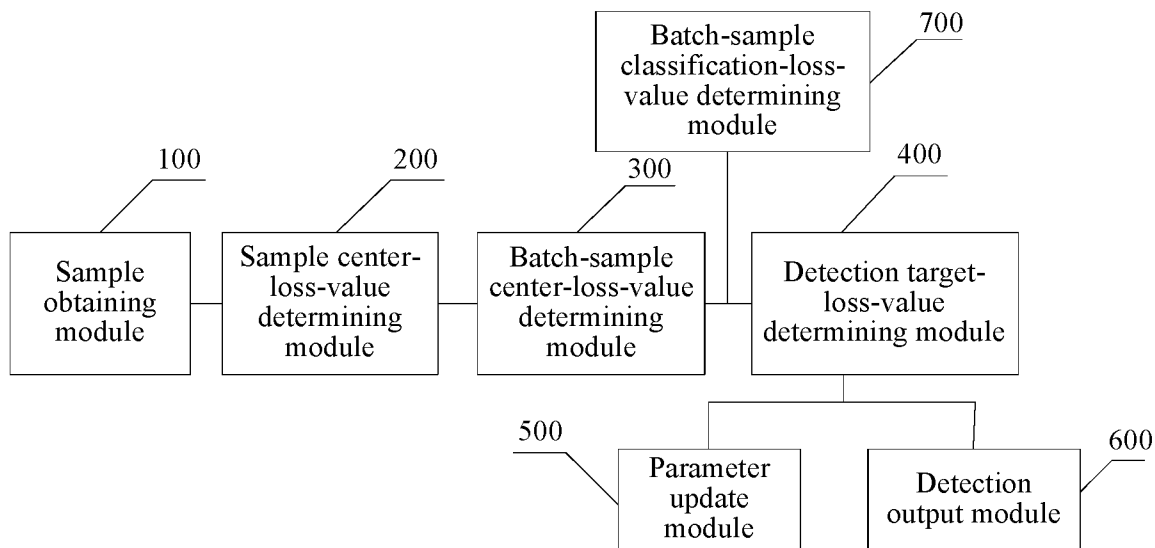 Batch-sample
classification-loss-
value determining
module
700
100
200
300
400
Sample
obtaining
module
Sample center-
loss-value
determining
module
Batch-sample
center-loss-value
determining
module
Detection target-
loss-value
determining module
500
Parameter
update
module
600
Detection
output module